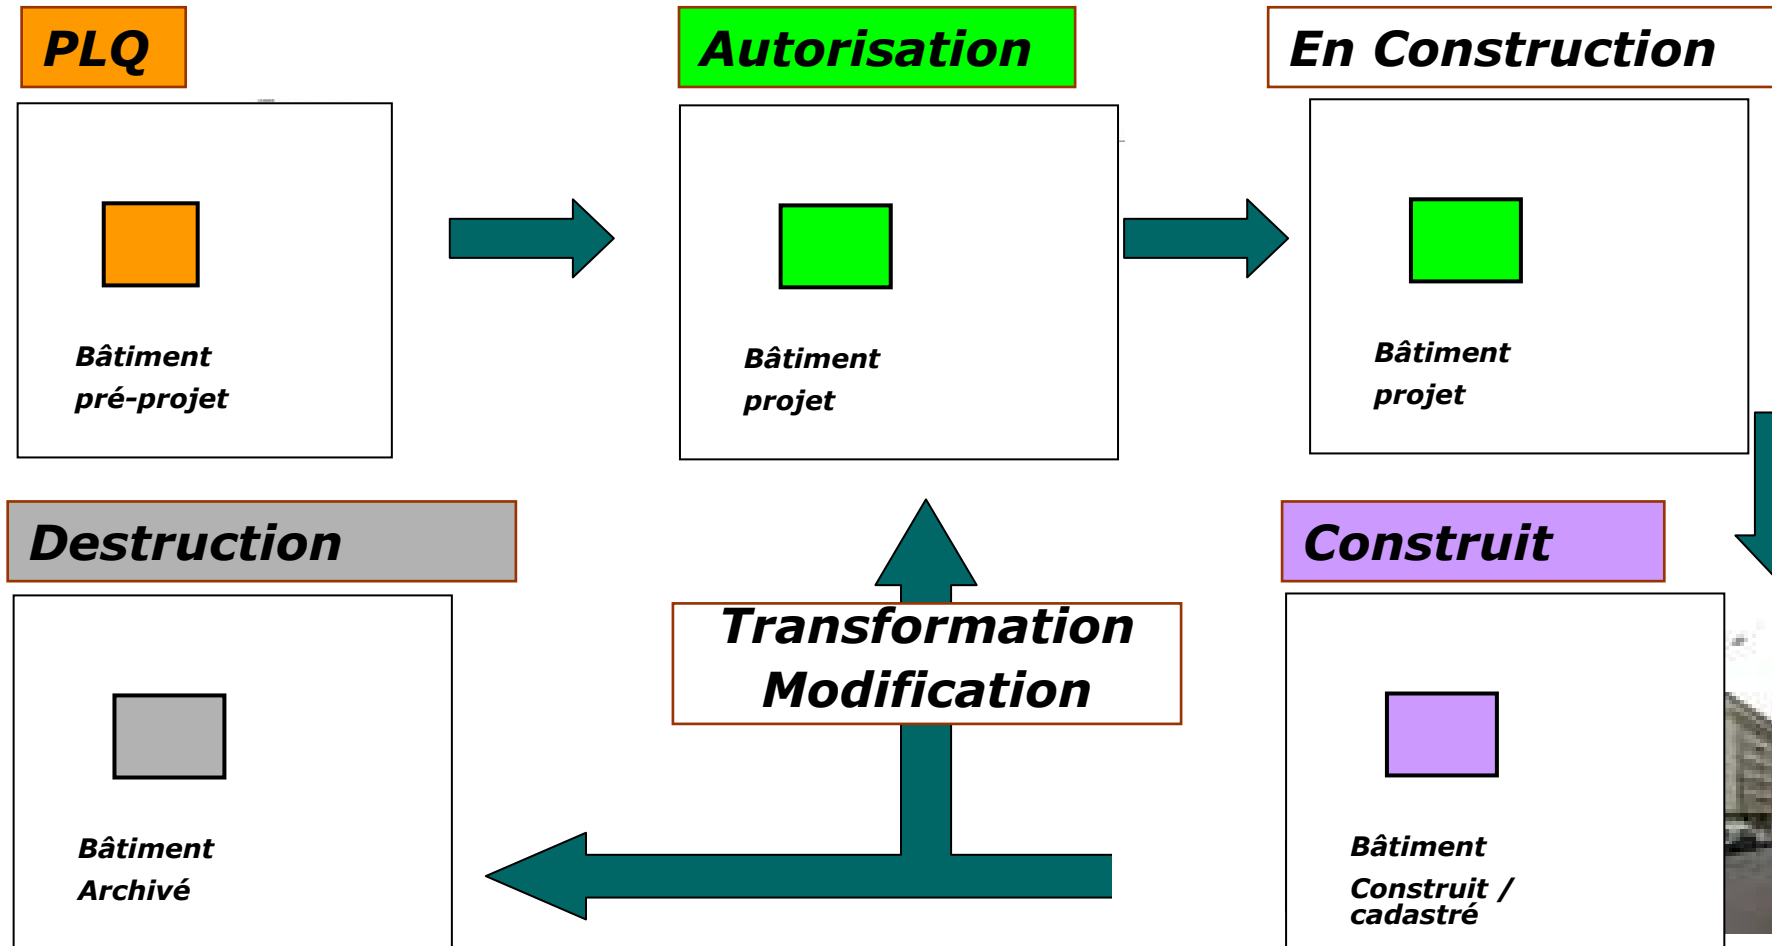 PLQ
Autorisation
En Construction
Bâtiment
pré-projet
Bâtiment
projet
Bâtiment
projet
Destruction
Transformation
Modification
Construit
Bâtiment
Archivé
Bâtiment
Construit /
cadastré